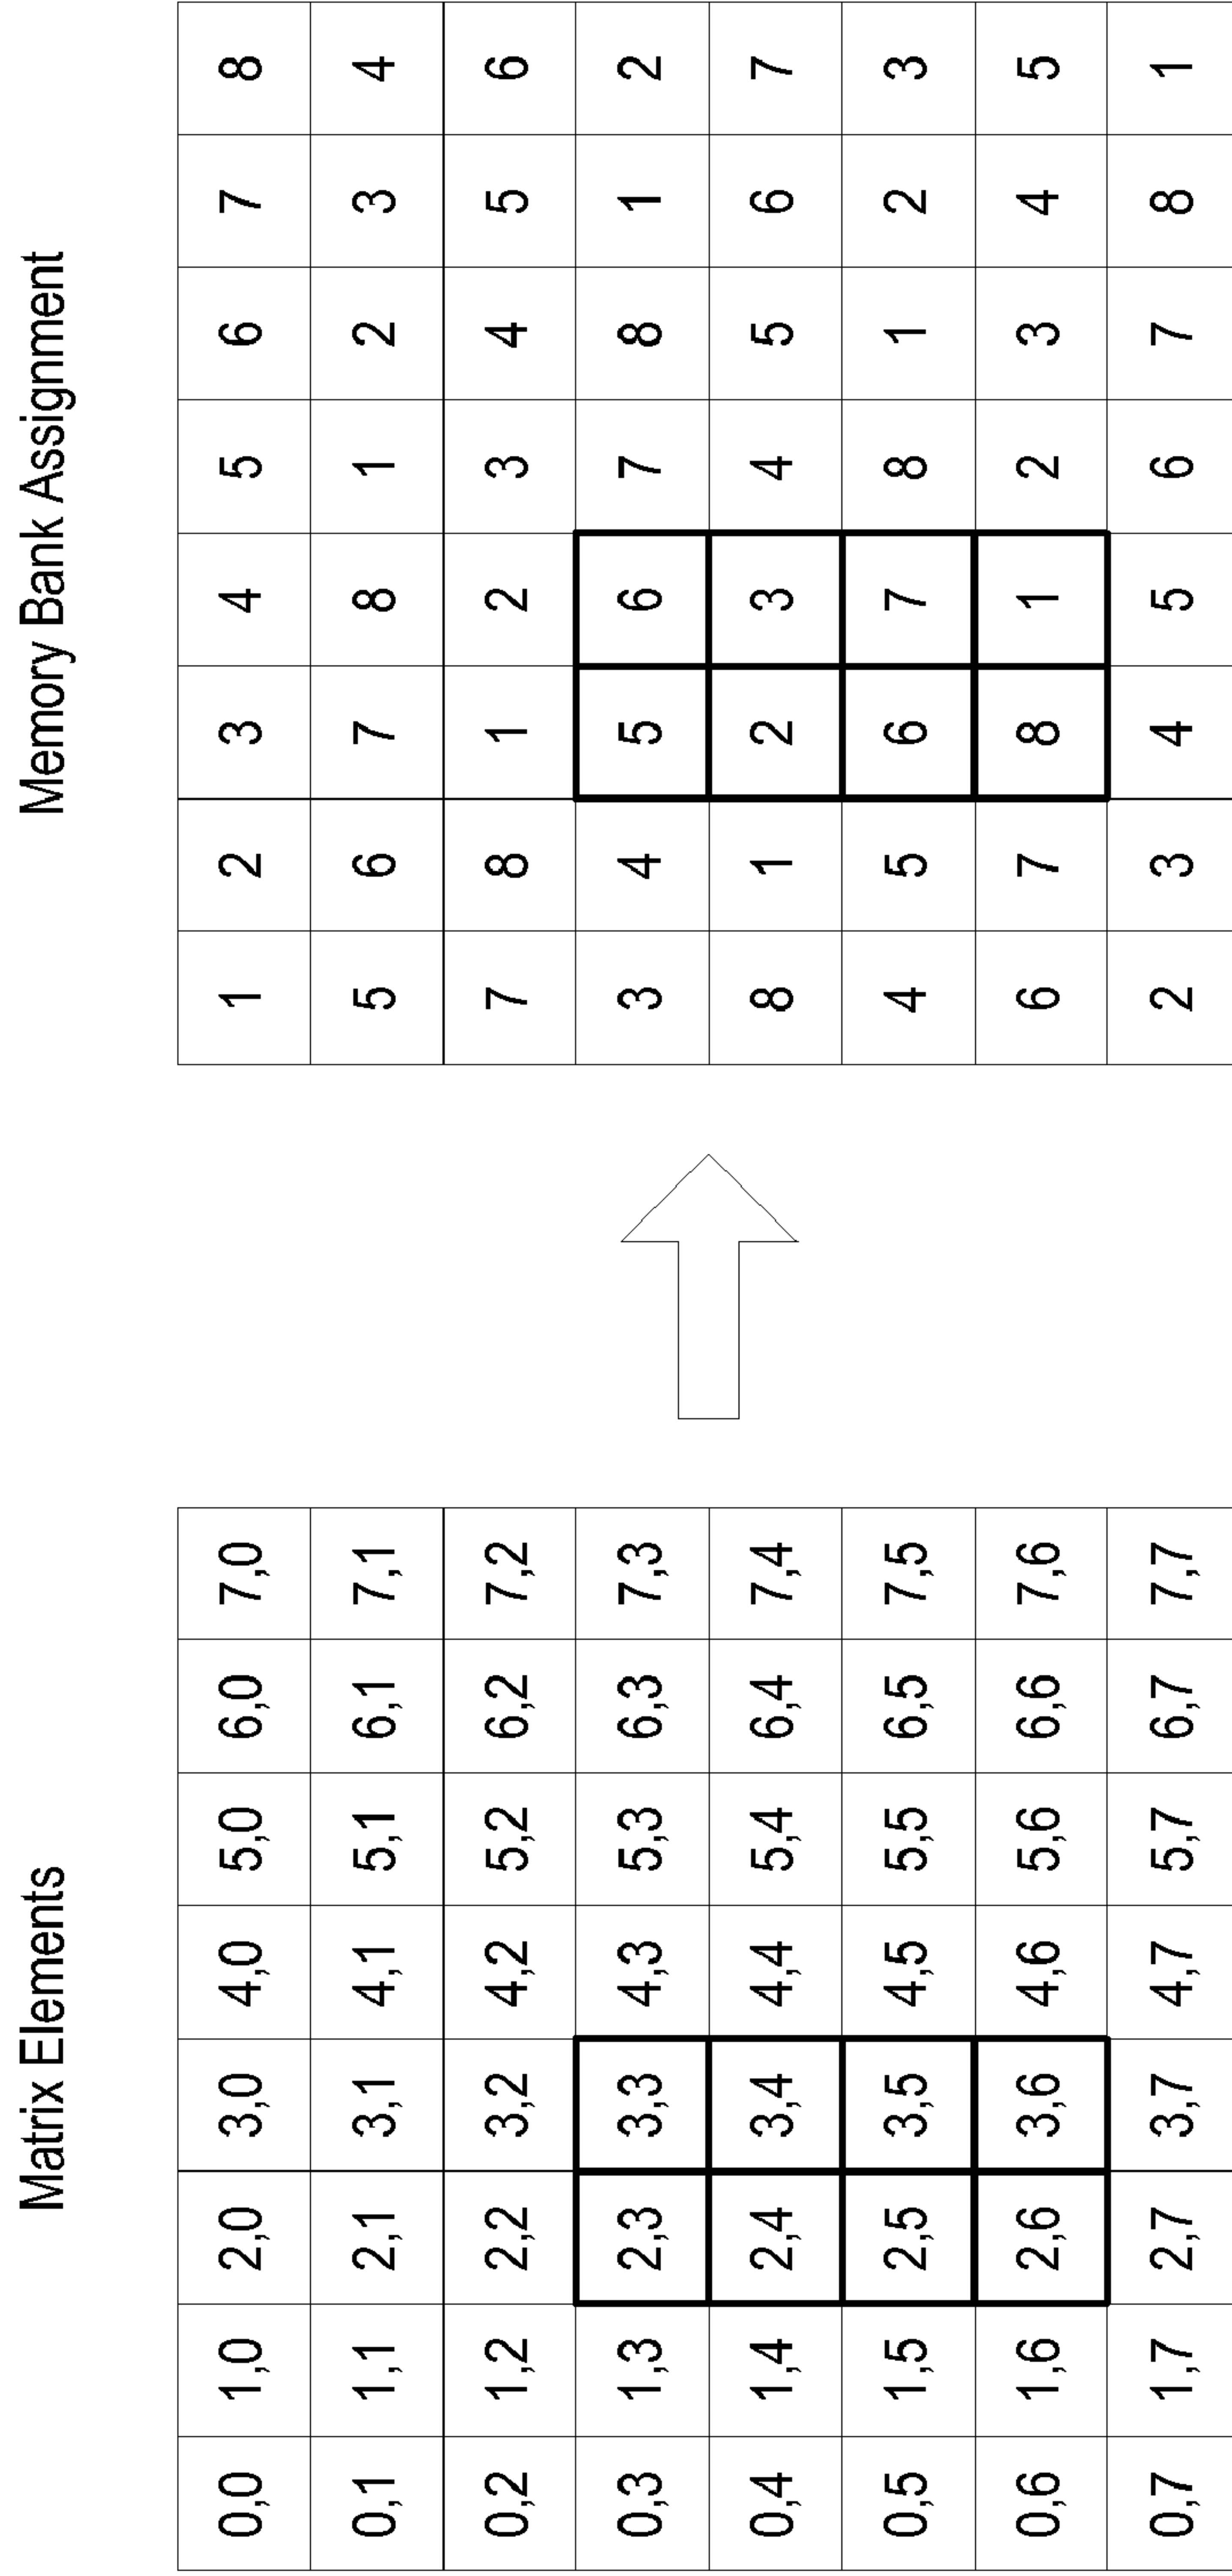 Matrix Elements
0,0 1,0 2,0 3,0 4,0 5,0 6,0 7,0
0,1 1,1 2,1 3,1 4,1 5,1 6,1 7,1
0,2 1,2 2,2 3,2 4,2 5,2 6,2 7,2
0,3 1,3 2,3 3,3 4,3 5,3 6,3 7,3
0,4 1,4 2,4 3,4 4,4 5,4 6,4 7,4
0,5 1,5 2,5 3,5 4,5 5,5 6,5 7,5
0,6 1,6 2,6 3,6 4,6 5,6 6,6 7,6
0,7 1,7 2,7 3,7 4,7 5,7 6,7 7,7
Memory Bank Assignment
1 2 3 4 5 6 7 8
5 6 7 8 1 2 3 4
7 8 1 2 3 4 5 6
3 4 5 6 7 8 1 2
8 1 2 3 4 5 6 7
4 5 6 7 8 1 2 3
6 7 8 1 2 3 4 5
2 3 4 5 6 7 8 1